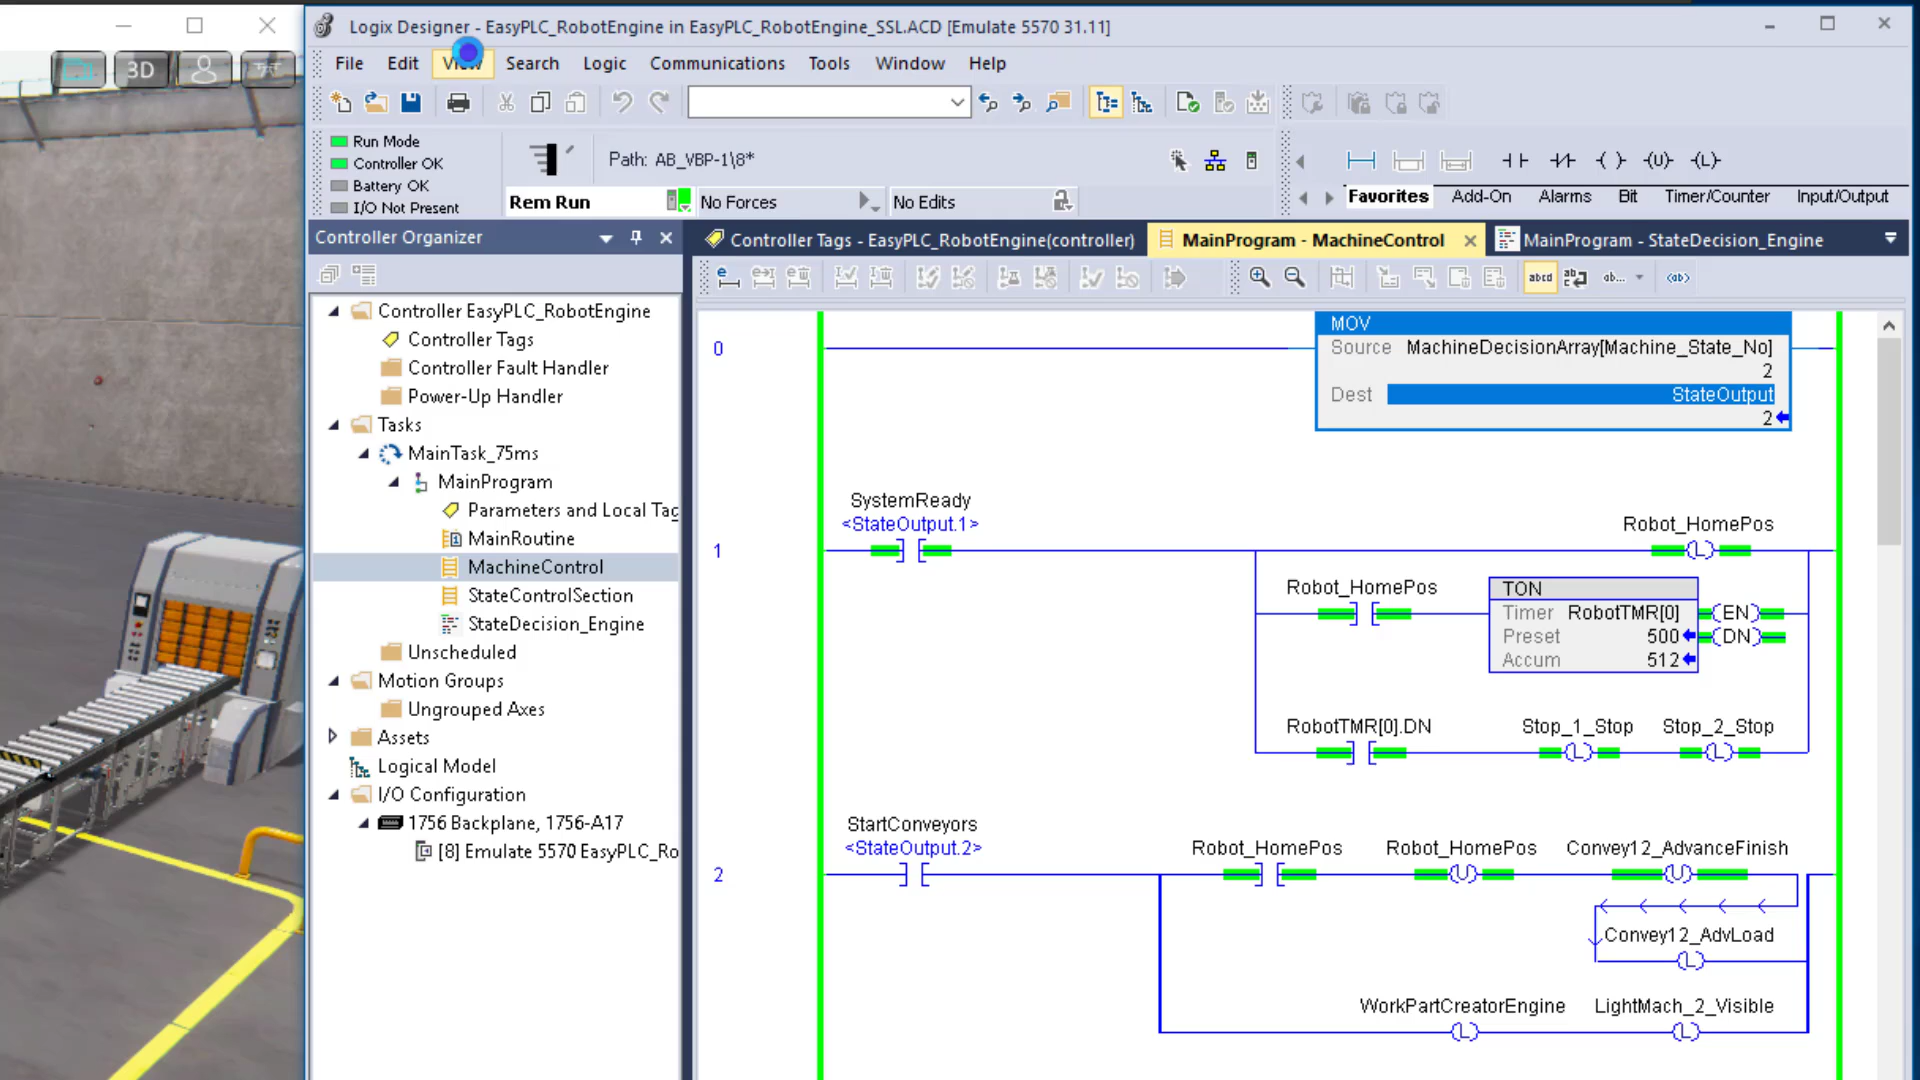 Logix Designer - EasyPLC_RobotEngine in EasyPLC_RobotEngine_SSL.ACD [Emulate 5570 31.11]
3D
File Edit View Search Logic Communications Tools Window Help
Run Mode
Controller OK
Battery OK
I/O Not Present
Path: AB_VBP-1\8*
Rem Run
No Forces
No Edits
Favorites Add-On Alarms Bit Timer/Counter Input/Output
Controller Organizer
Controller Tags - EasyPLC_RobotEngine(controller)
MainProgram - MachineControl
MainProgram - StateDecision_Engine
Controller EasyPLC_RobotEngine
Controller Tags
Controller Fault Handler
Power-Up Handler
Tasks
MainTask_75ms
MainProgram
Parameters and Local Tag
MainRoutine
MachineControl
StateControlSection
StateDecision_Engine
Unscheduled
Motion Groups
Ungrouped Axes
Assets
Logical Model
I/O Configuration
1756 Backplane, 1756-A17
[8] Emulate 5570 EasyPLC_Ro
0
MOV
Source MachineDecisionArray[Machine_State_No]
2
Dest StateOutput
2
1
SystemReady
<StateOutput.1>
Robot_HomePos
L
Robot_HomePos
TON
Timer RobotTMR[0]
Preset 500
Accum 512
EN
DN
RobotTMR[0].DN
Stop_1_Stop
L
Stop_2_Stop
L
2
StartConveyors
<StateOutput.2>
Robot_HomePos
Robot_HomePos
U
Convey12_AdvanceFinish
U
Convey12_AdvLoad
L
WorkPartCreatorEngine
L
LightMach_2_Visible
L